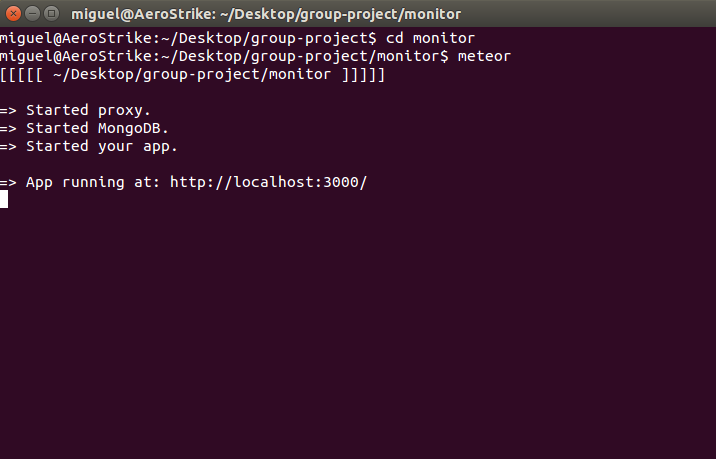 miguel@AeroStrike: ~/Desktop/group-project/monitor
miguel@AeroStrike:~/Desktop/group-project$ cd monitor
miguel@AeroStrike:~/Desktop/group-project/monitor$ meteor
[[[[[ ~/Desktop/group-project/monitor ]]]]]
=> Started proxy.
=> Started MongoDB.
=> Started your app.
=> App running at: http://localhost:3000/